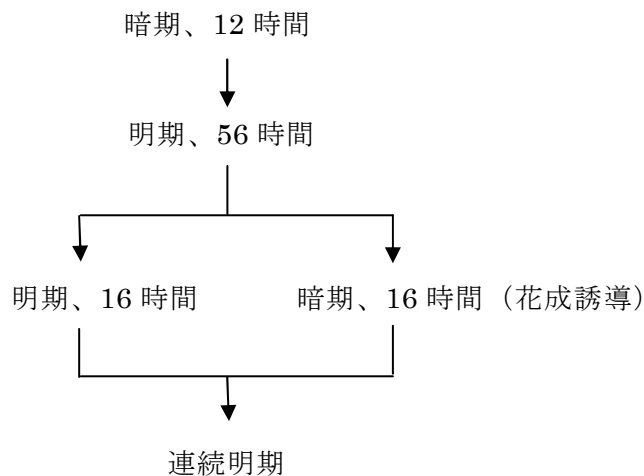 暗期、12 時間
明期、56 時間
明期、16 時間
暗期、16 時間（花成誘導）
連続明期